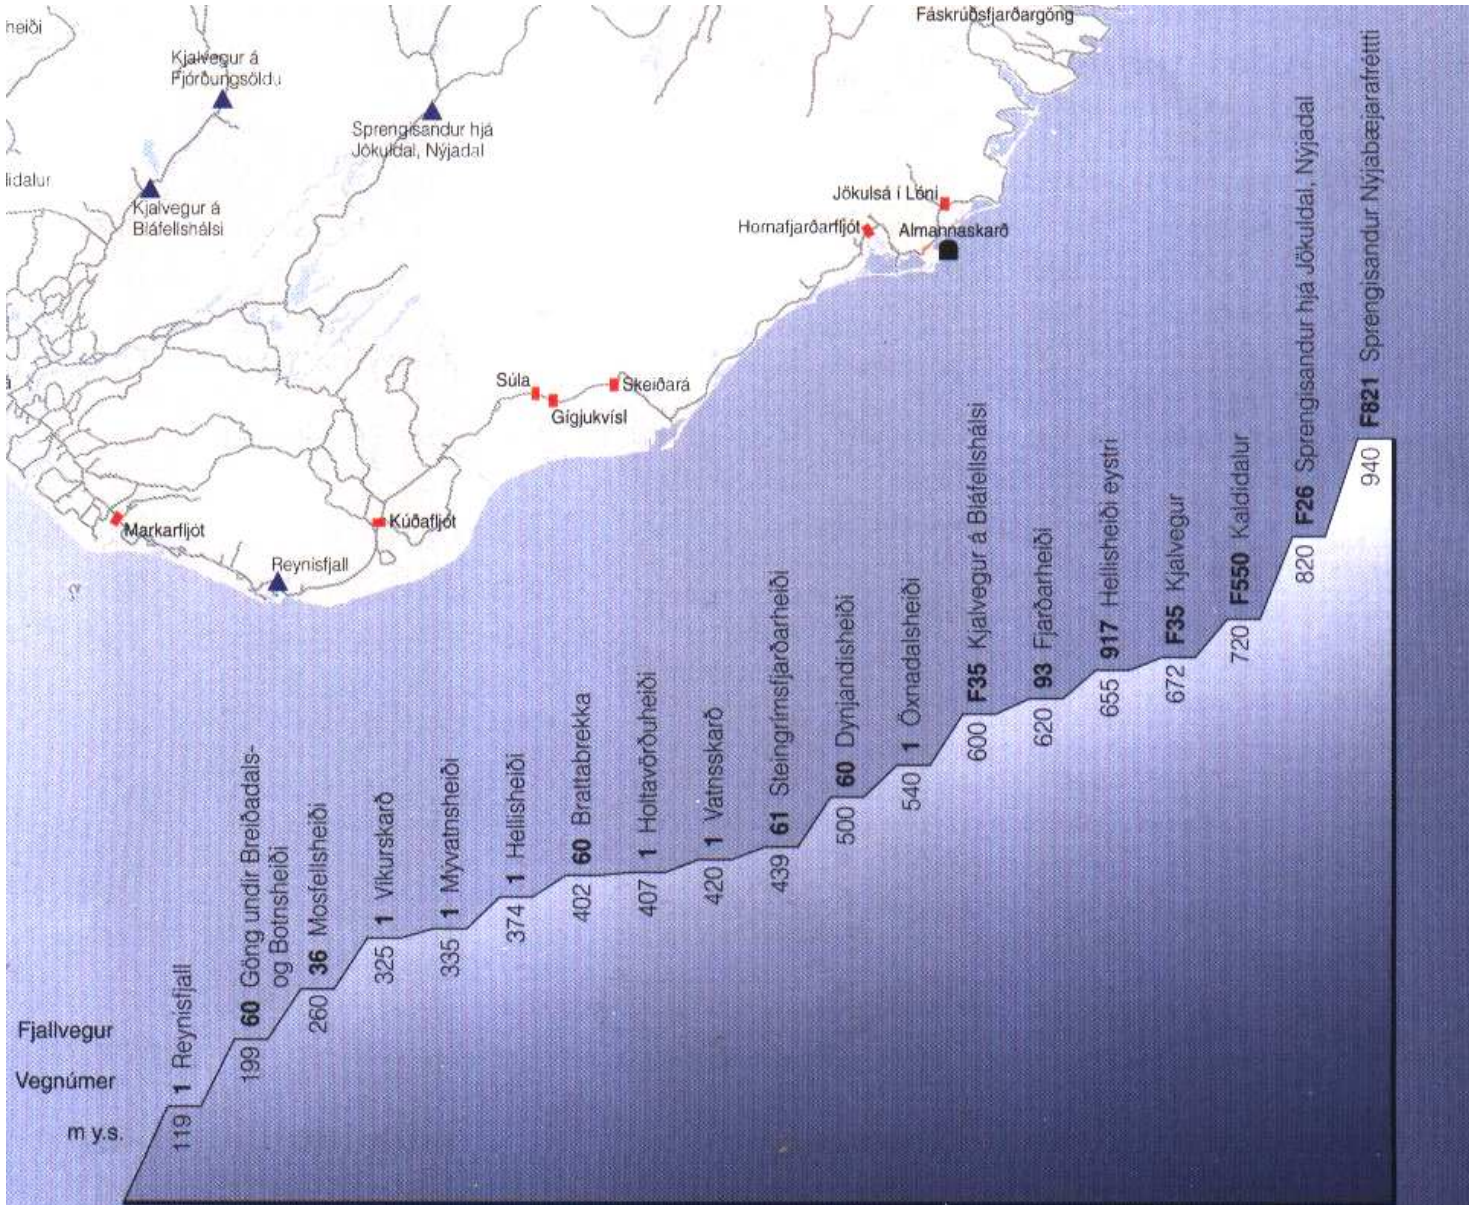 heiði
Kjalvegur á
Fjórðungsöldu
Sprengisandur hjá
Jökuldal, Nýjadal
lidalur
Kjalvegur á
Bláfellshálsi
Fáskrúðsfjarðargöng
Jökulsá í Lóni
Hornafjarðarfljót
Almannaskarð
Súla
Gígjukvísl
Skeiðará
Markarfljót
Kúðafljót
Reynisfjall
Fjallvegur
Vegnúmer
m y.s.
119 1 Reynisfjall
199 60 Göng undir Breiðadals-
og Botnsheiði
260 36 Mosfellsheiði
325 1 Víkurskarð
335 1 Mývatnsheiði
374 1 Hellisheiði
402 60 Brattabrekka
407 1 Holtavörðuheiði
420 1 Vatnsskarð
439 61 Steingrímsfjarðarheiði
500 60 Dynjandisheiði
540 1 Öxnadalsheiði
600 F35 Kjalvegur á Bláfellshálsi
620 93 Fjarðarheiði
655 917 Hellisheiði eystri
672 F35 Kjalvegur
720 F550 Kaldidalur
820 F26 Sprengisandur hjá Jökuldal, Nýjadal
940 F821 Sprengisandur Nýjabæjarafrétti